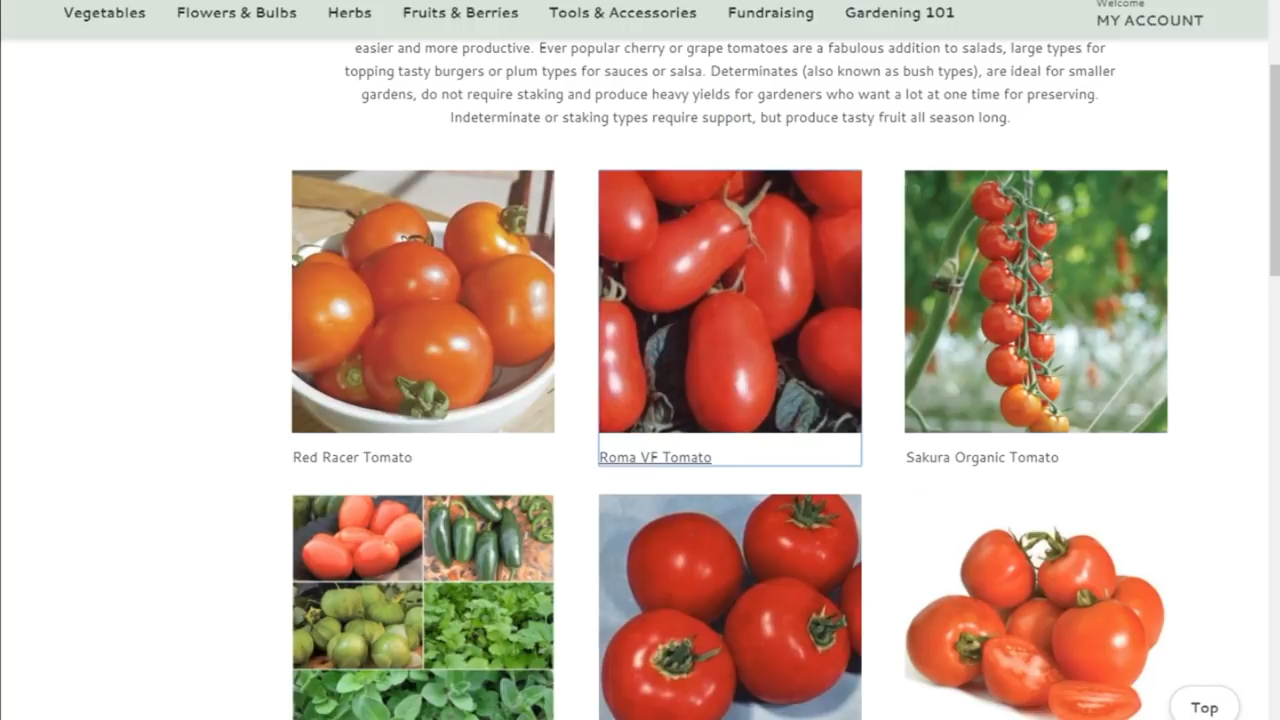 Vegetables Flowers & Bulbs Herbs Fruits & Berries Tools & Accessories Fundraising Gardening 101
Welcome
MY ACCOUNT
easier and more productive. Ever popular cherry or grape tomatoes are a fabulous addition to salads, large types for
topping tasty burgers or plum types for sauces or salsa. Determinates (also known as bush types), are ideal for smaller
gardens, do not require staking and produce heavy yields for gardeners who want a lot at one time for preserving.
Indeterminate or staking types require support, but produce tasty fruit all season long.
Red Racer Tomato
Roma VF Tomato
Sakura Organic Tomato
Top